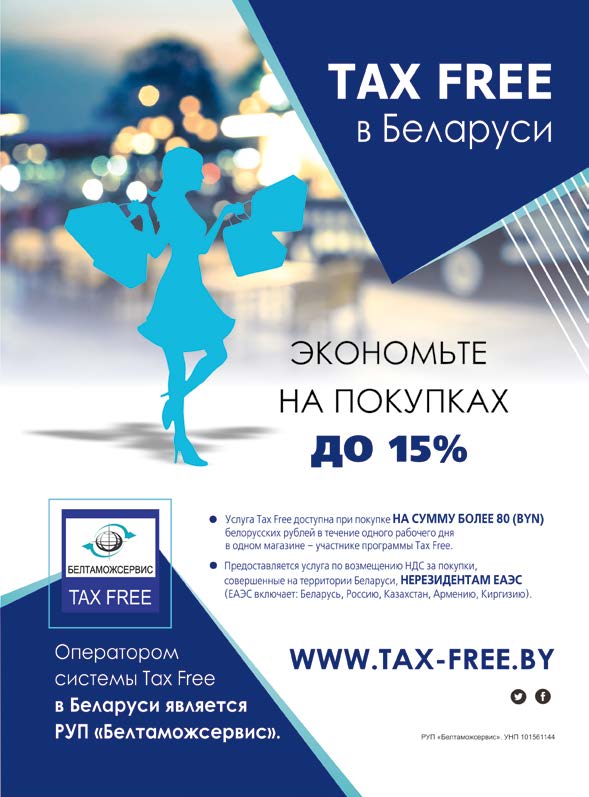 TAX FREE
в Беларуси
ЭКОНОМЬТЕ
НА ПОКУПКАХ
ДО 15%
• Услуга Tax Free доступна при покупке НА СУММУ БОЛЕЕ 80 (BYN)
белорусских рублей в течение одного рабочего дня
в одном магазине – участнике программы Tax Free.
• Предоставляется услуга по возмещению НДС за покупки,
совершенные на территории Беларуси, НЕРЕЗИДЕНТАМ ЕАЭС
(ЕАЭС включает: Беларусь, Россию, Казахстан, Армению, Киргизию).
БЕЛТАМОЖСЕРВИС
TAX FREE
Оператором
системы Tax Free
в Беларуси является
РУП «Белтаможсервис».
WWW.TAX-FREE.BY
РУП «Белтаможсервис». УНП 101561144